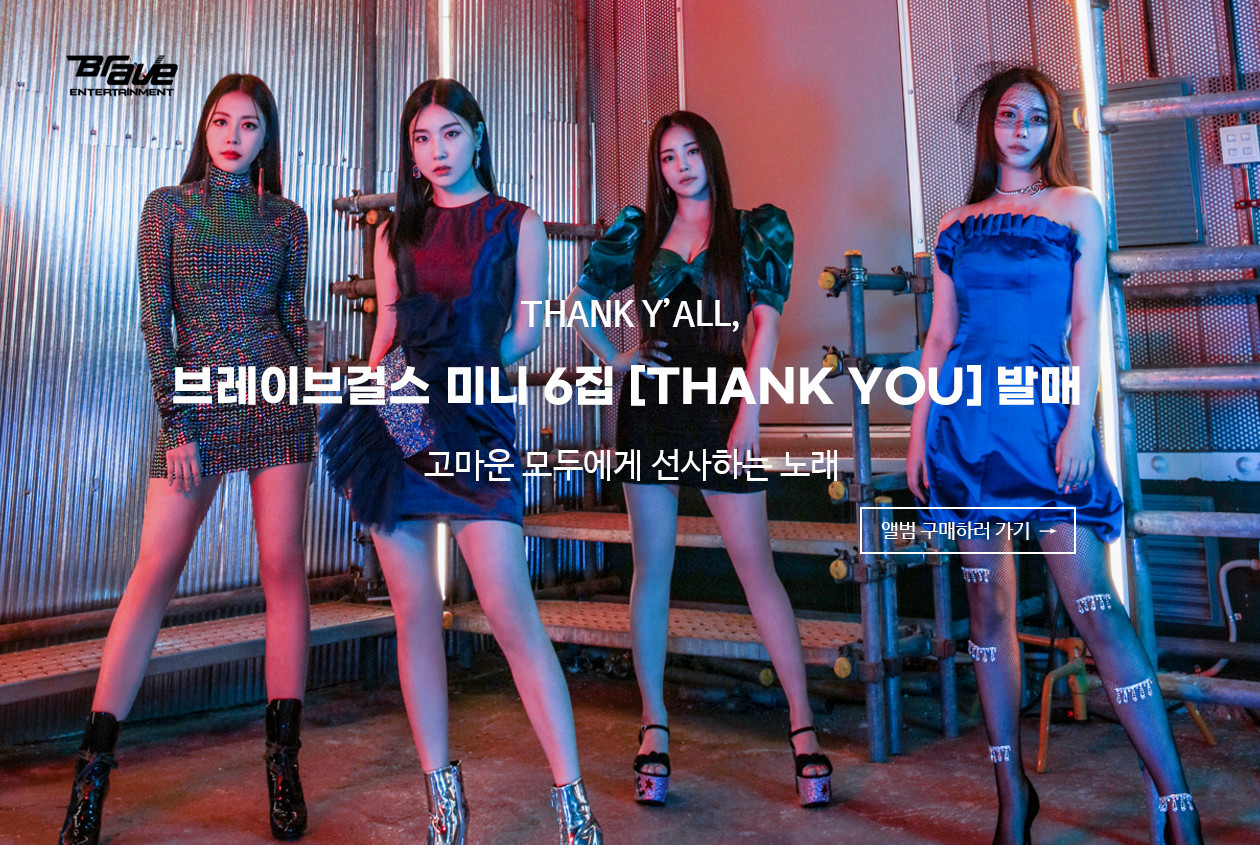 Brave
ENTERTAINMENT
THANK Y’ALL,
브레이브걸스 미니 6집 [THANK YOU] 발매
고마운 모두에게 선사하는 노래
앨범 구매하러 가기 →